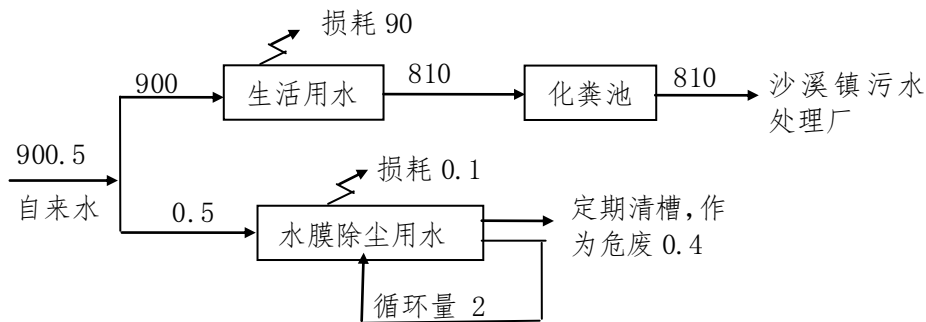 损耗 90
900
生活用水
810
化粪池
810
沙溪镇污水
处理厂
900.5
自来水
损耗 0.1
0.5
水膜除尘用水
定期清槽,作
为危废 0.4
循环量 2